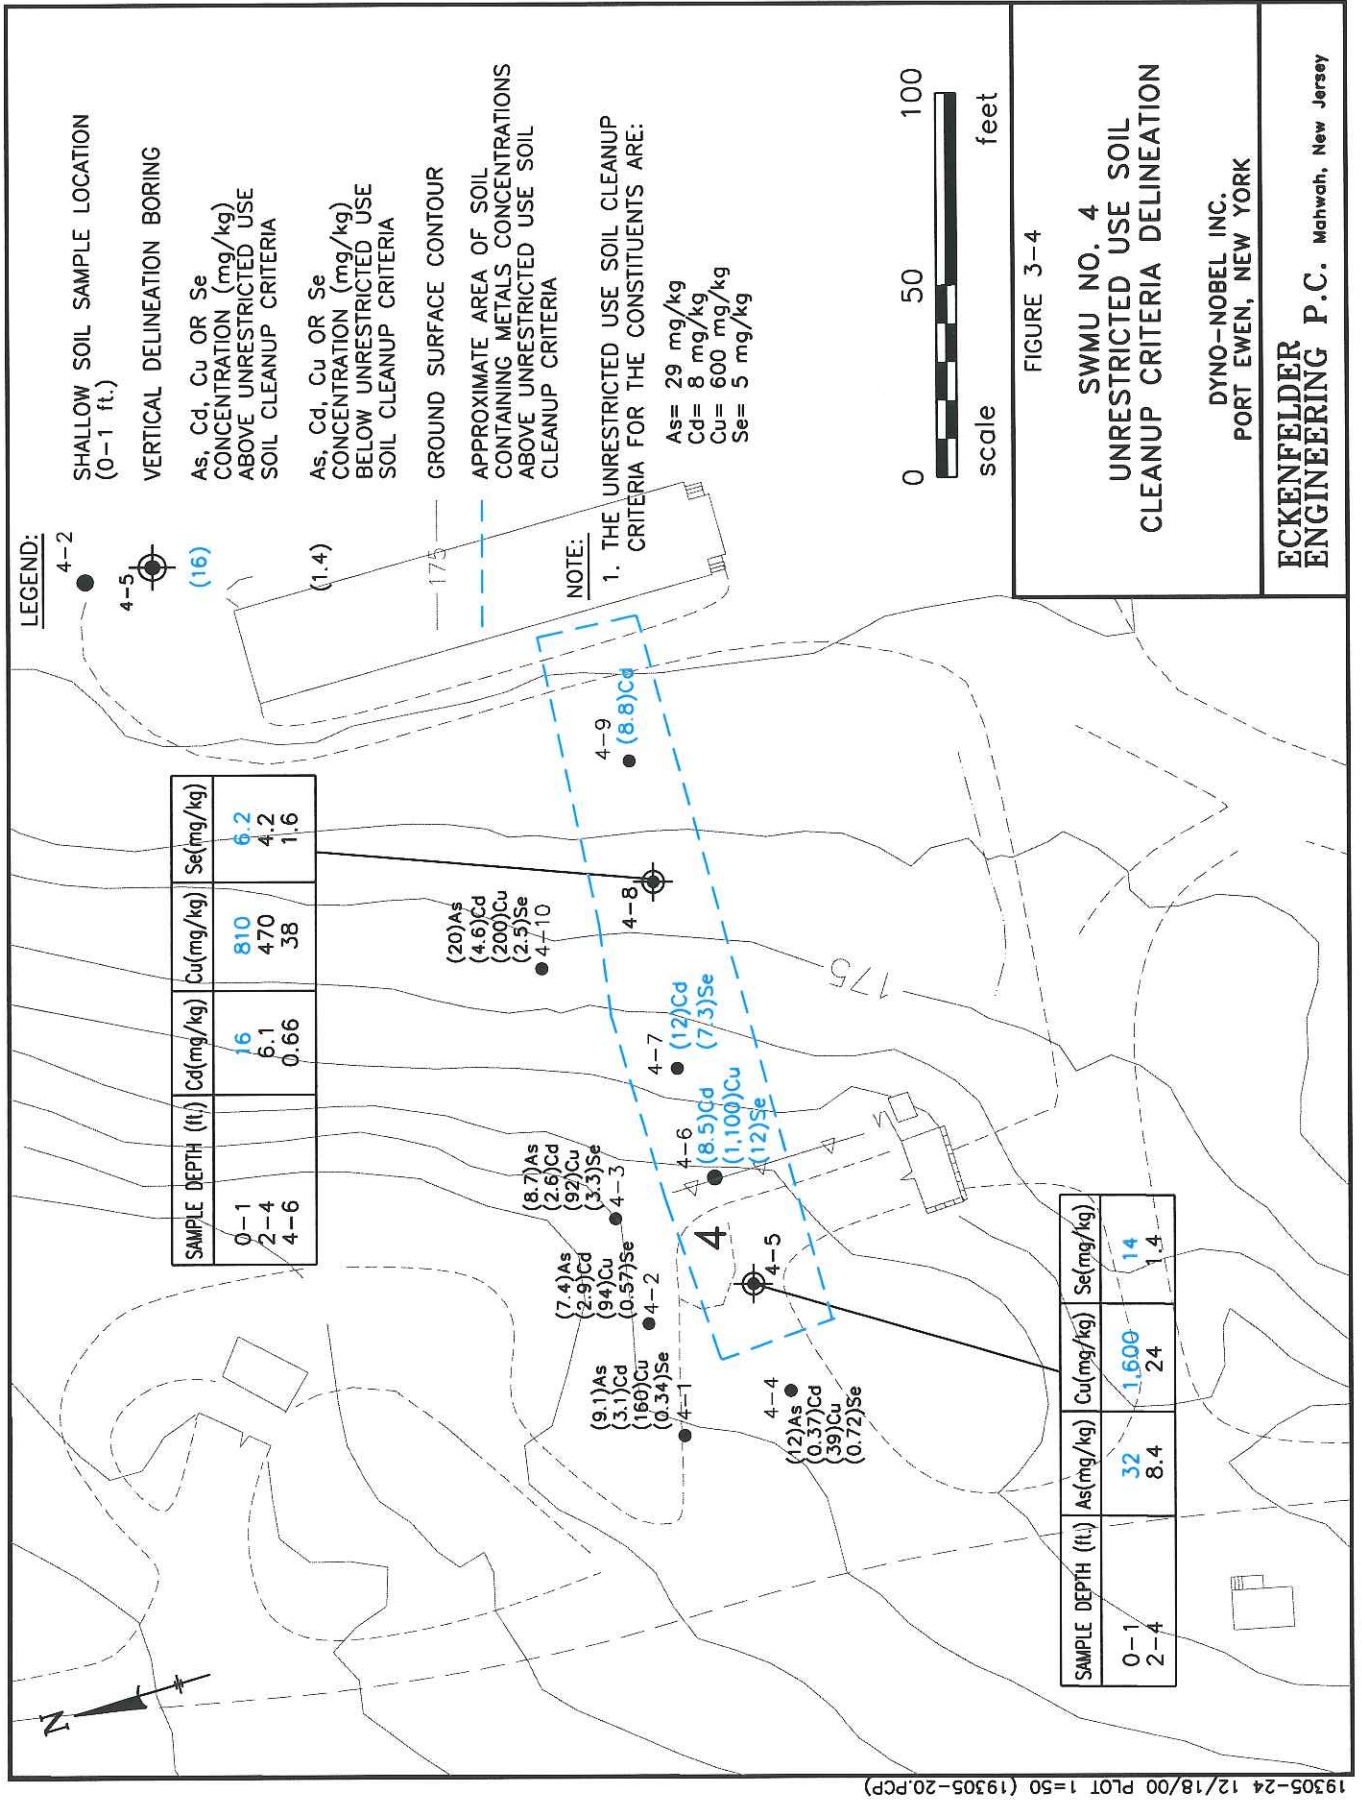 LEGEND:
4-2
SHALLOW SOIL SAMPLE LOCATION
(0-1 ft.)
4-5
VERTICAL DELINEATION BORING
(16)
As, Cd, Cu OR Se
CONCENTRATION (mg/kg)
ABOVE UNRESTRICTED USE
SOIL CLEANUP CRITERIA
(1.4)
As, Cd, Cu OR Se
CONCENTRATION (mg/kg)
BELOW UNRESTRICTED USE
SOIL CLEANUP CRITERIA
175
GROUND SURFACE CONTOUR
APPROXIMATE AREA OF SOIL
CONTAINING METALS CONCENTRATIONS
ABOVE UNRESTRICTED USE SOIL
CLEANUP CRITERIA
NOTE:
1. THE UNRESTRICTED USE SOIL CLEANUP
CRITERIA FOR THE CONSTITUENTS ARE:
As= 29 mg/kg
Cd= 8 mg/kg
Cu= 600 mg/kg
Se= 5 mg/kg
0 50 100
scale feet
N
SAMPLE DEPTH (ft.) Cd(mg/kg) Cu(mg/kg) Se(mg/kg)
0-1 16 810 6.2
2-4 6.1 470 4.2
4-6 0.66 38 1.6
(20)As
(4.6)Cd
(200)Cu
(2.5)Se
4-10
(8.7)As
(2.6)Cd
(92)Cu
(3.3)Se
4-3
(7.4)As
(2.9)Cd
(94)Cu
(0.57)Se
4-2
(9.1)As
(3.1)Cd
(160)Cu
(0.34)Se
4-1
4-9
(8.8)Cd
4-8
4-7
(12)Cd
(7.3)Se
4-6
(8.5)Cd
(1,100)Cu
(12)Se
4
4-5
4-4
(12)As
(0.37)Cd
(39)Cu
(0.72)Se
175
SAMPLE DEPTH (ft.) As(mg/kg) Cu(mg/kg) Se(mg/kg)
0-1 32 1,600 14
2-4 8.4 24 1.4
FIGURE 3-4
SWMU NO. 4
UNRESTRICTED USE SOIL
CLEANUP CRITERIA DELINEATION
DYNO-NOBEL INC.
PORT EWEN, NEW YORK
ECKENFELDER
ENGINEERING P.C. Mahwah, New Jersey
19305-24 12/18/00 PLOT 1=50 (19305-20.PCP)